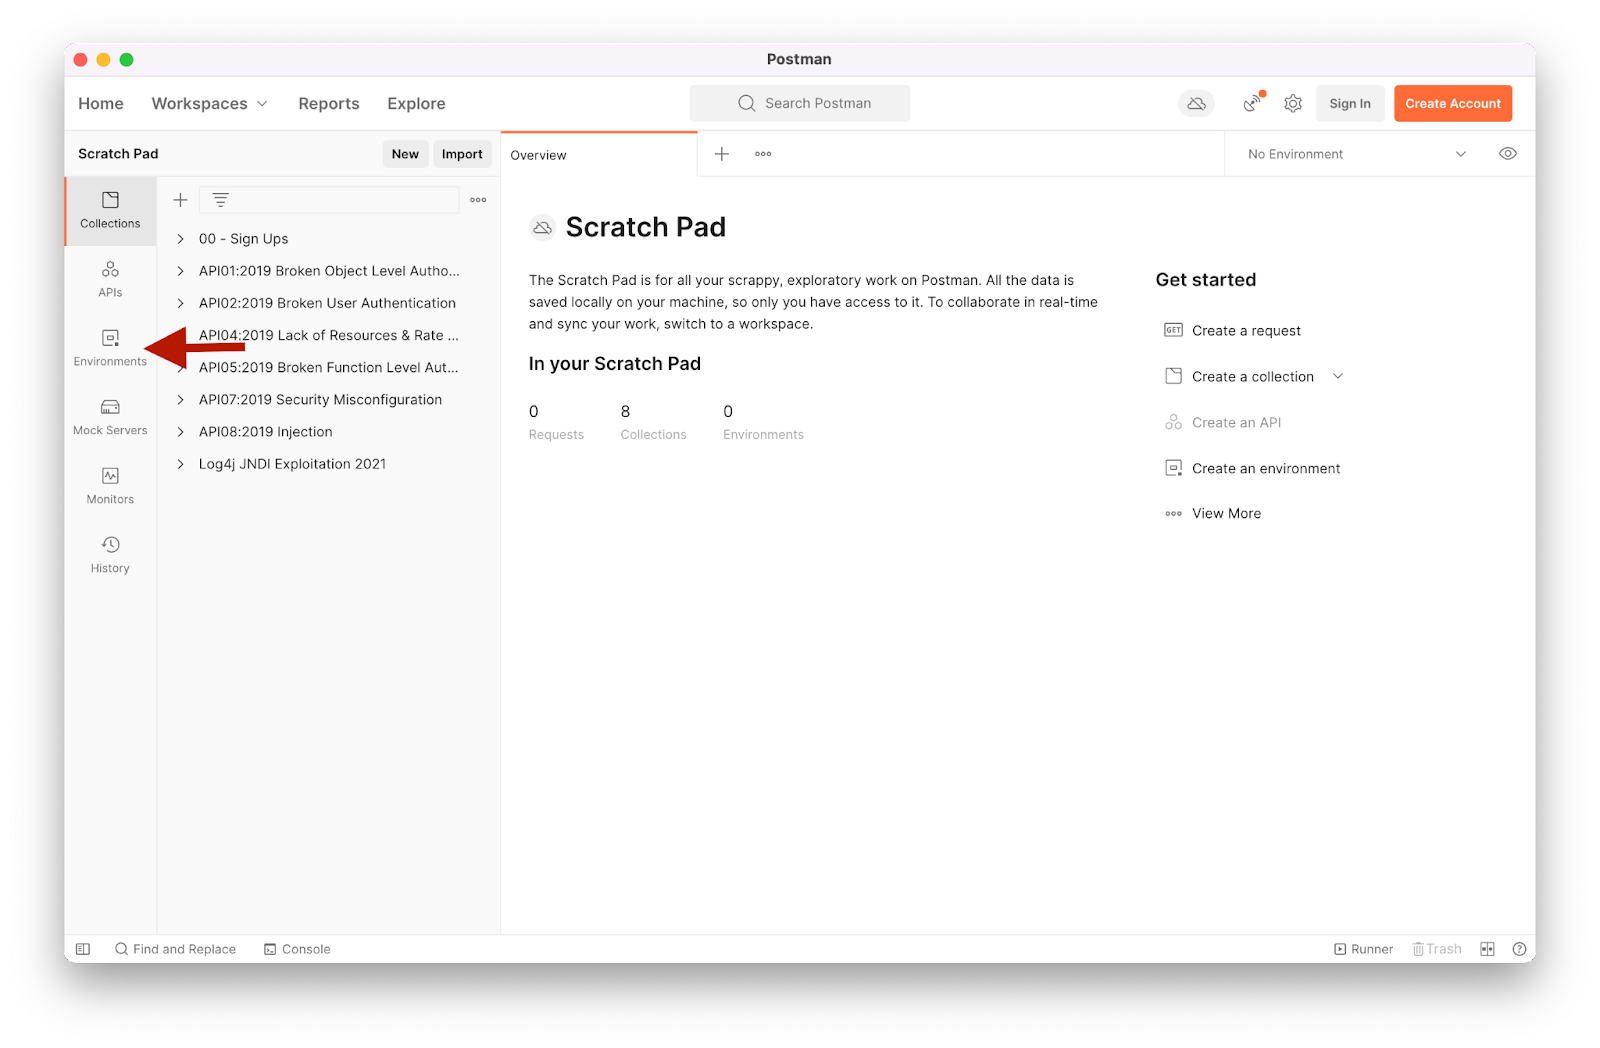 Postman
Home Workspaces Reports Explore
Search Postman
Sign In
Create Account
Scratch Pad
New
Import
Overview
No Environment
Collections
APIs
Environments
Mock Servers
Monitors
History
00 - Sign Ups
API01:2019 Broken Object Level Autho...
API02:2019 Broken User Authentication
API04:2019 Lack of Resources & Rate ...
API05:2019 Broken Function Level Aut...
API07:2019 Security Misconfiguration
API08:2019 Injection
Log4j JNDI Exploitation 2021
Scratch Pad
The Scratch Pad is for all your scrappy, exploratory work on Postman. All the data is
saved locally on your machine, so only you have access to it. To collaborate in real-time
and sync your work, switch to a workspace.
In your Scratch Pad
0 8 0
Requests Collections Environments
Get started
GET Create a request
Create a collection
Create an API
Create an environment
View More
Find and Replace Console
Runner Trash